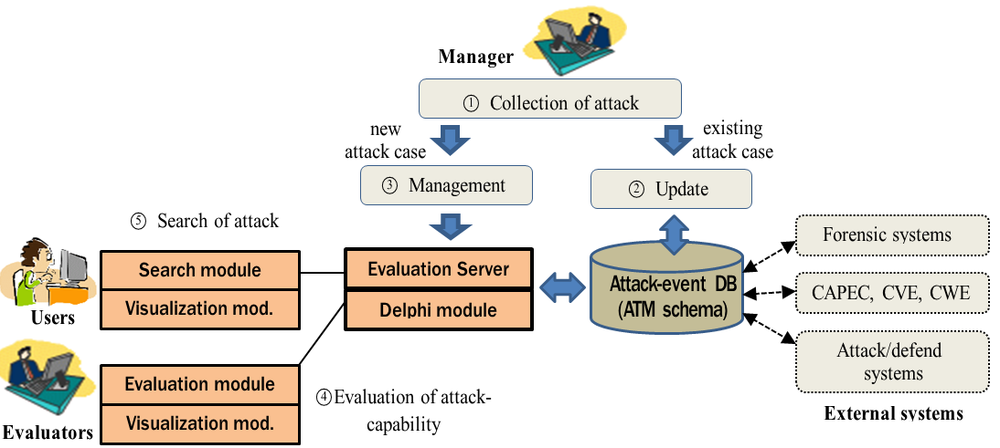 Manager
① Collection of attack
new
attack case
existing
attack case
③ Management
② Update
⑤ Search of attack
Users
Search module
Visualization mod.
Evaluation Server
Delphi module
Attack-event DB
(ATM schema)
Forensic systems
CAPEC, CVE, CWE
Attack/defend
systems
External systems
Evaluators
Evaluation module
Visualization mod.
④Evaluation of attack-
capability